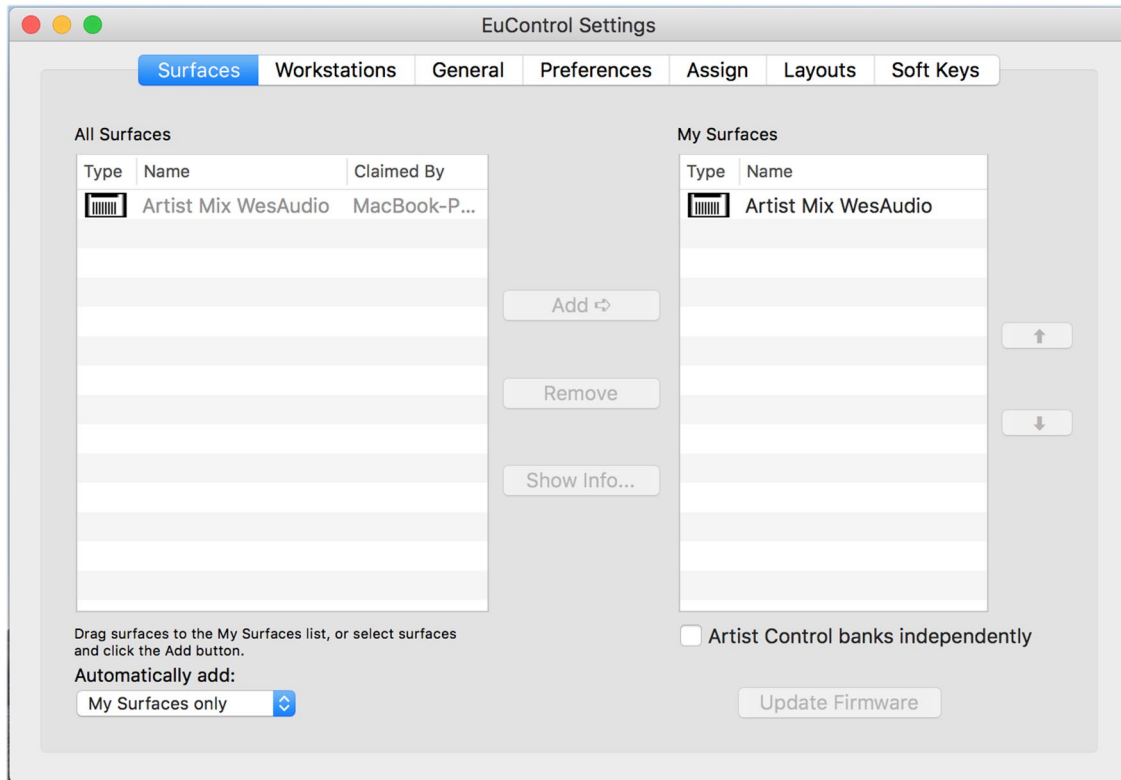 EuControl Settings
Surfaces Workstations General Preferences Assign Layouts Soft Keys
All Surfaces
Type Name Claimed By
Artist Mix WesAudio MacBook-P...
Add ➪
Remove
Show Info...
Drag surfaces to the My Surfaces list, or select surfaces
and click the Add button.
Automatically add:
My Surfaces only
My Surfaces
Type Name
Artist Mix WesAudio
Artist Control banks independently
Update Firmware